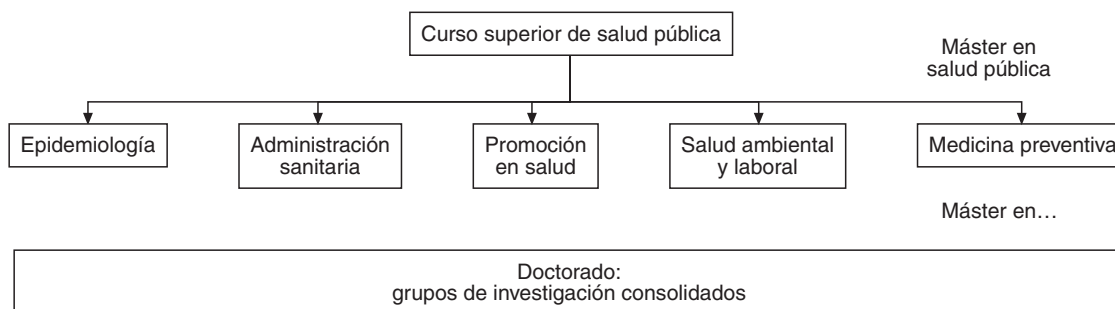 Curso superior de salud pública
Máster en
salud pública
Epidemiología
Administración
sanitaria
Promoción
en salud
Salud ambiental
y laboral
Medicina preventiva
Máster en…
Doctorado:
grupos de investigación consolidados